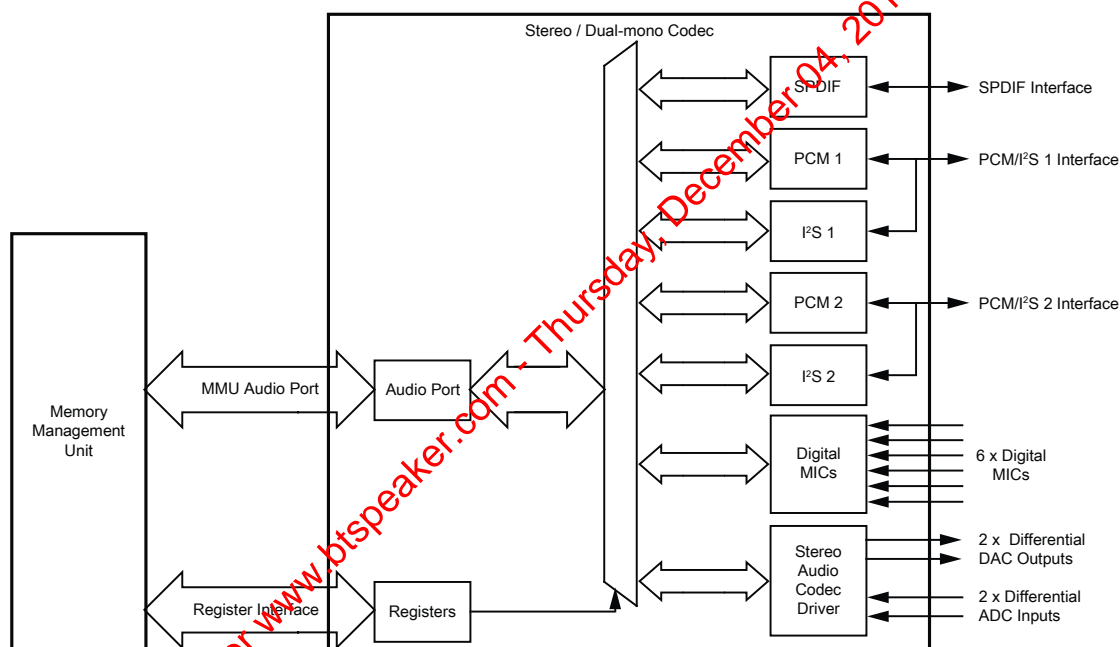 Stereo / Dual-mono Codec
SPDIF
SPDIF Interface
PCM 1
PCM/I²S 1 Interface
I²S 1
PCM 2
PCM/I²S 2 Interface
I²S 2
MMU Audio Port
Audio Port
Memory
Management
Unit
Digital
MICs
6 x Digital
MICs
Stereo
Audio
Codec
Driver
2 x Differential
DAC Outputs
2 x Differential
ADC Inputs
Register Interface
Registers
www.btspeaker.com - Thursday, December 04, 201